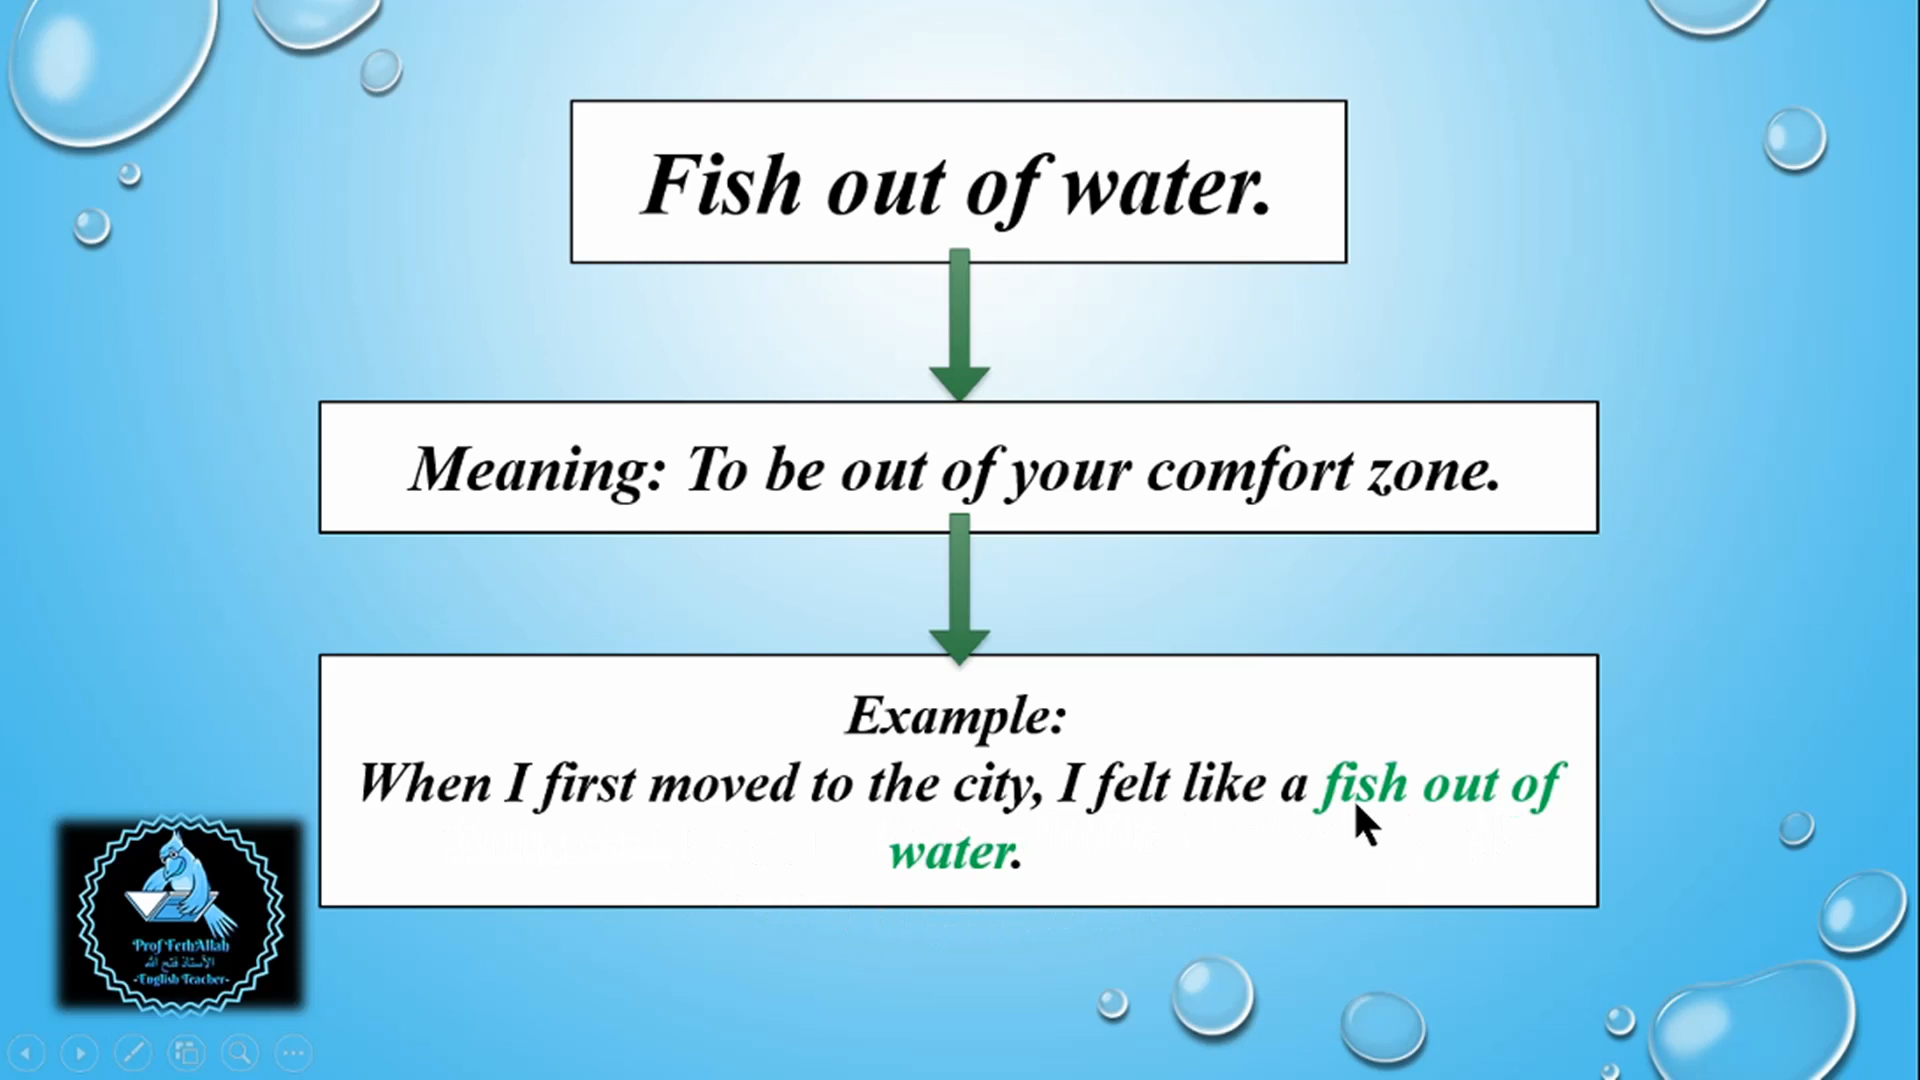 Fish out of water.
Meaning: To be out of your comfort zone.
Example:
When I first moved to the city, I felt like a fish out of
water.
Prof FethAllah
الأستاذ فتح الله
-English Teacher-